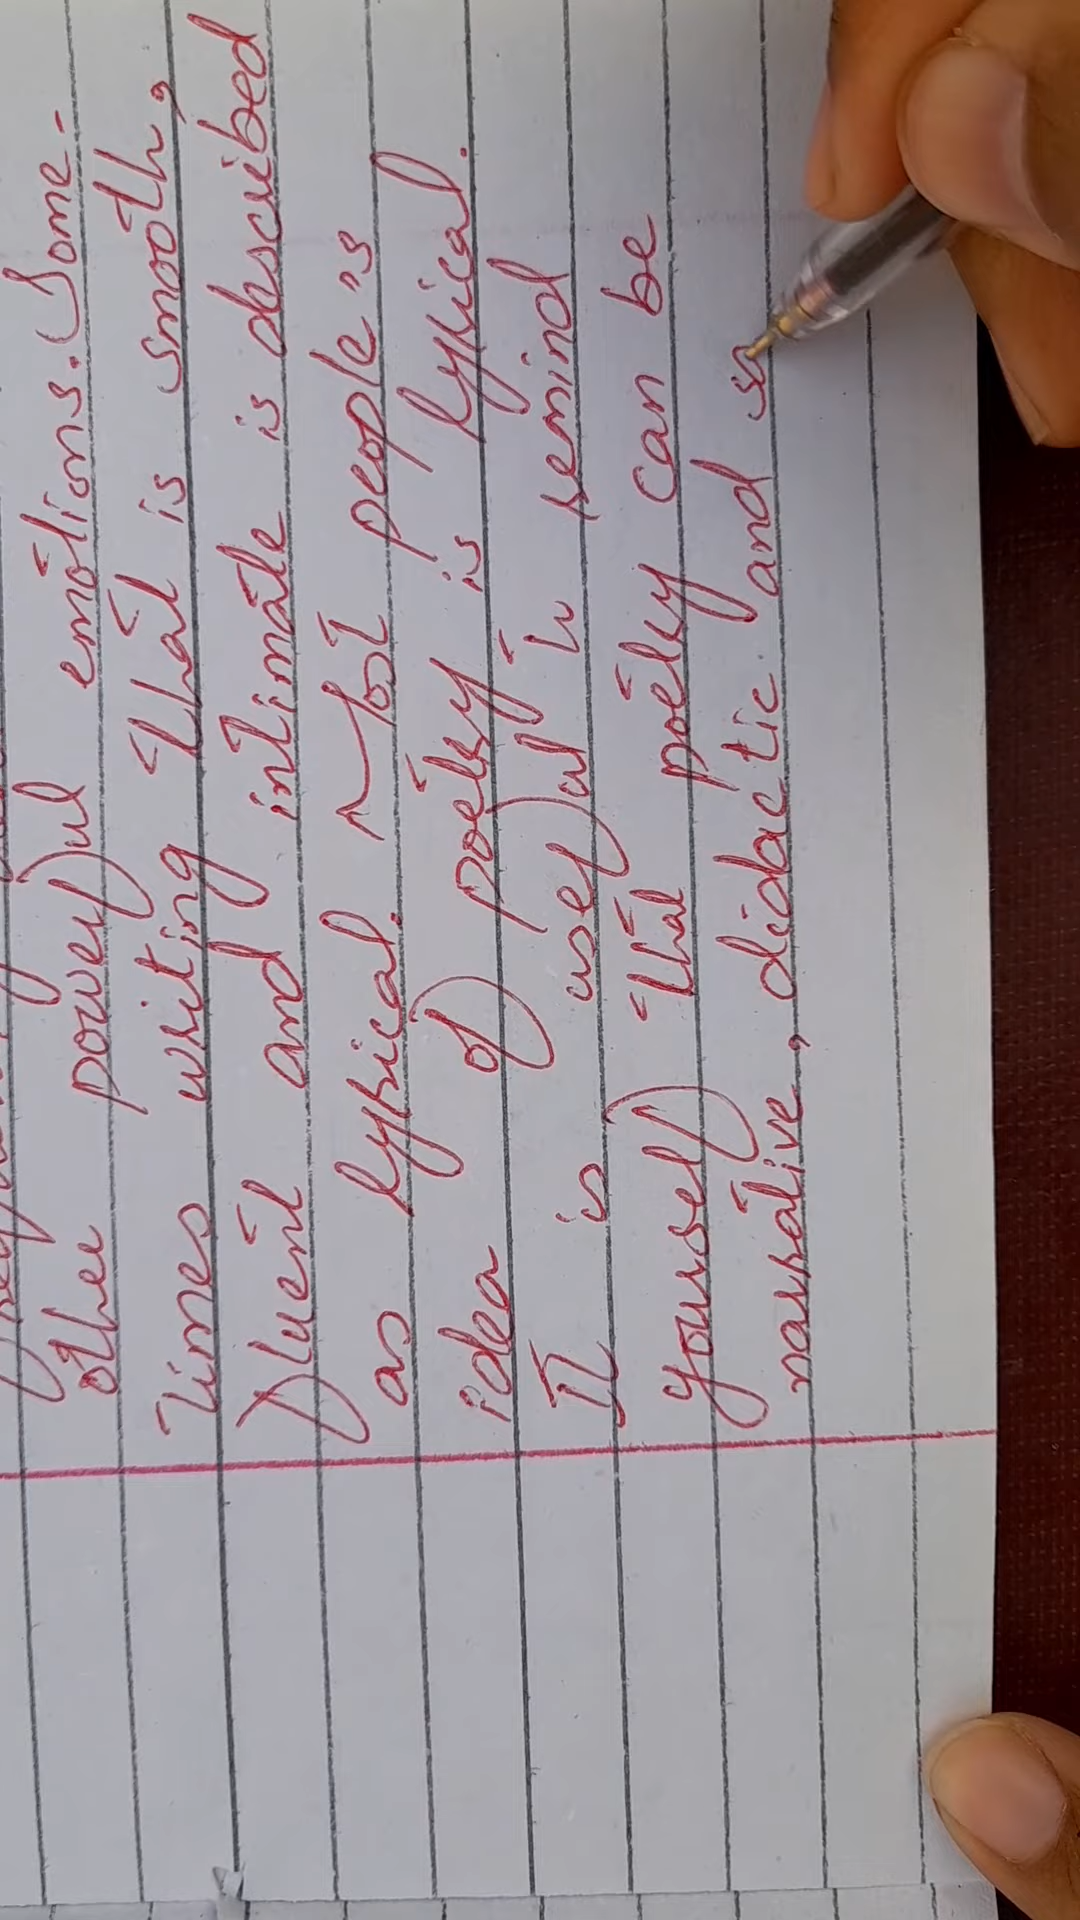 other powerful emotions. Some-
times writing that is smooth,
fluent and intimate is described
as lyrical. Most people's
idea of poetry is lyrical.
It is useful to remind
yourself that poetry can be
narrative, didactic and